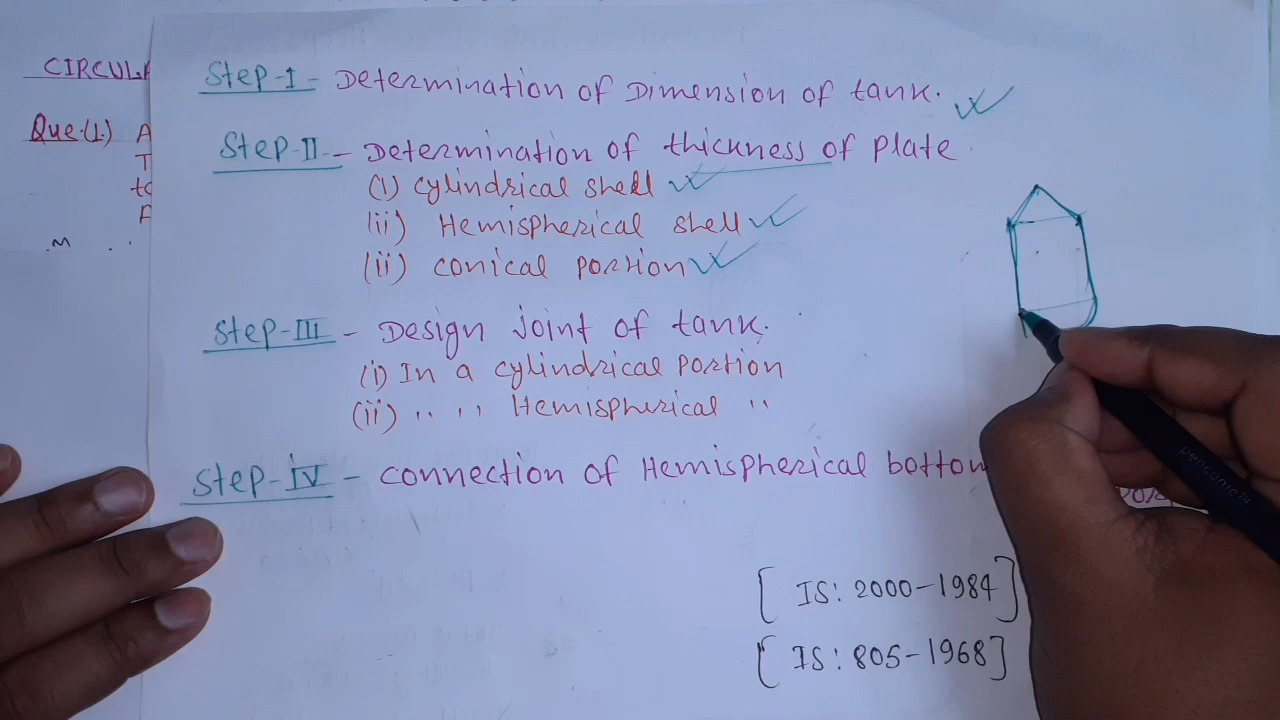 CIRCULA
Que.(1.) A
T
to
A
.M
Step-I - Determination of Dimension of tank.
Step-II - Determination of thickness of plate
(i) cylindrical shell
(ii) Hemispherical shell
(ii) conical portion
Step-III - Design joint of tank.
(i) In a cylindrical portion
(ii) '' '' Hemispherical ''
Step-IV - connection of Hemispherical bottom
[IS: 2000-1984]
[IS: 805-1968]